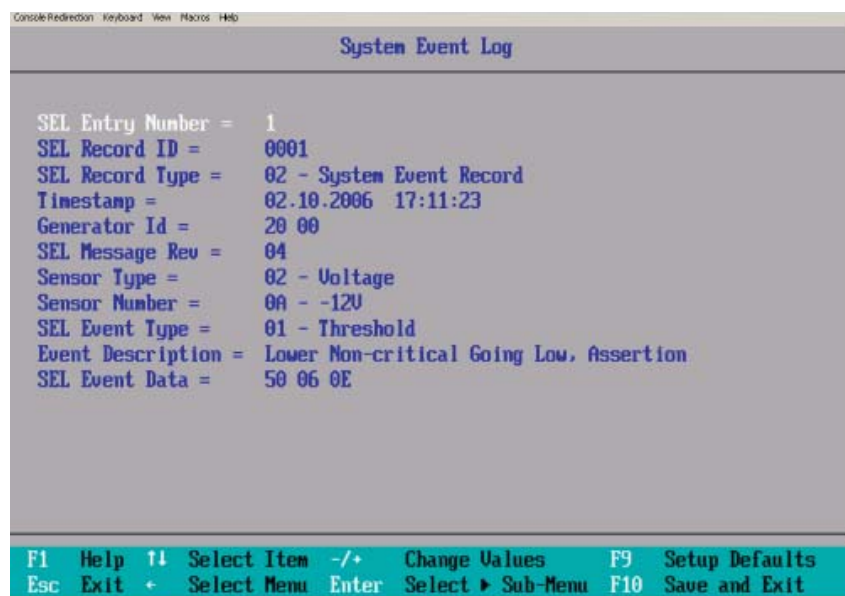 Console Redirection Keyboard View Macros Help
System Event Log
SEL Entry Number = 1
SEL Record ID = 0001
SEL Record Type = 02 - System Event Record
Timestamp = 02.10.2006 17:11:23
Generator Id = 20 00
SEL Message Rev = 04
Sensor Type = 02 - Voltage
Sensor Number = 0A - -12V
SEL Event Type = 01 - Threshold
Event Description = Lower Non-critical Going Low, Assertion
SEL Event Data = 50 06 0E
F1 Help ↑↓ Select Item -/+ Change Values F9 Setup Defaults
Esc Exit ← Select Menu Enter Select ▶ Sub-Menu F10 Save and Exit